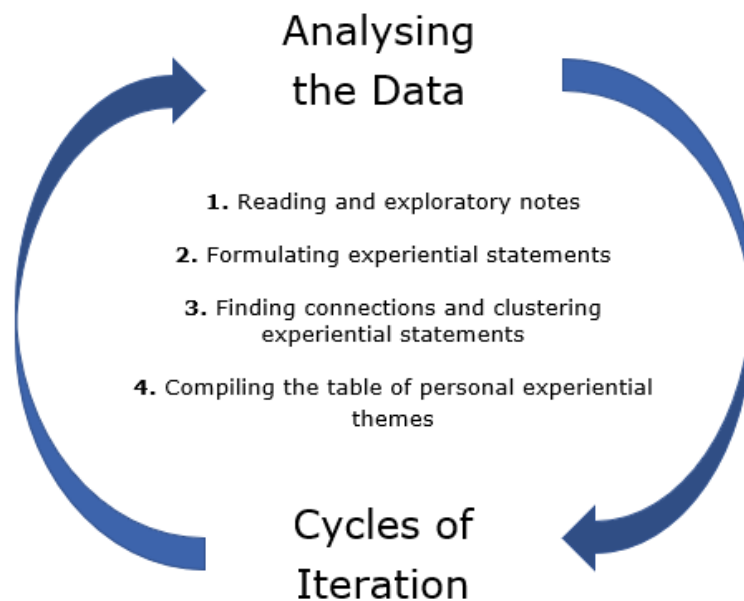 Analysing
the Data
1. Reading and exploratory notes
2. Formulating experiential statements
3. Finding connections and clustering
experiential statements
4. Compiling the table of personal experiential
themes
Cycles of
Iteration